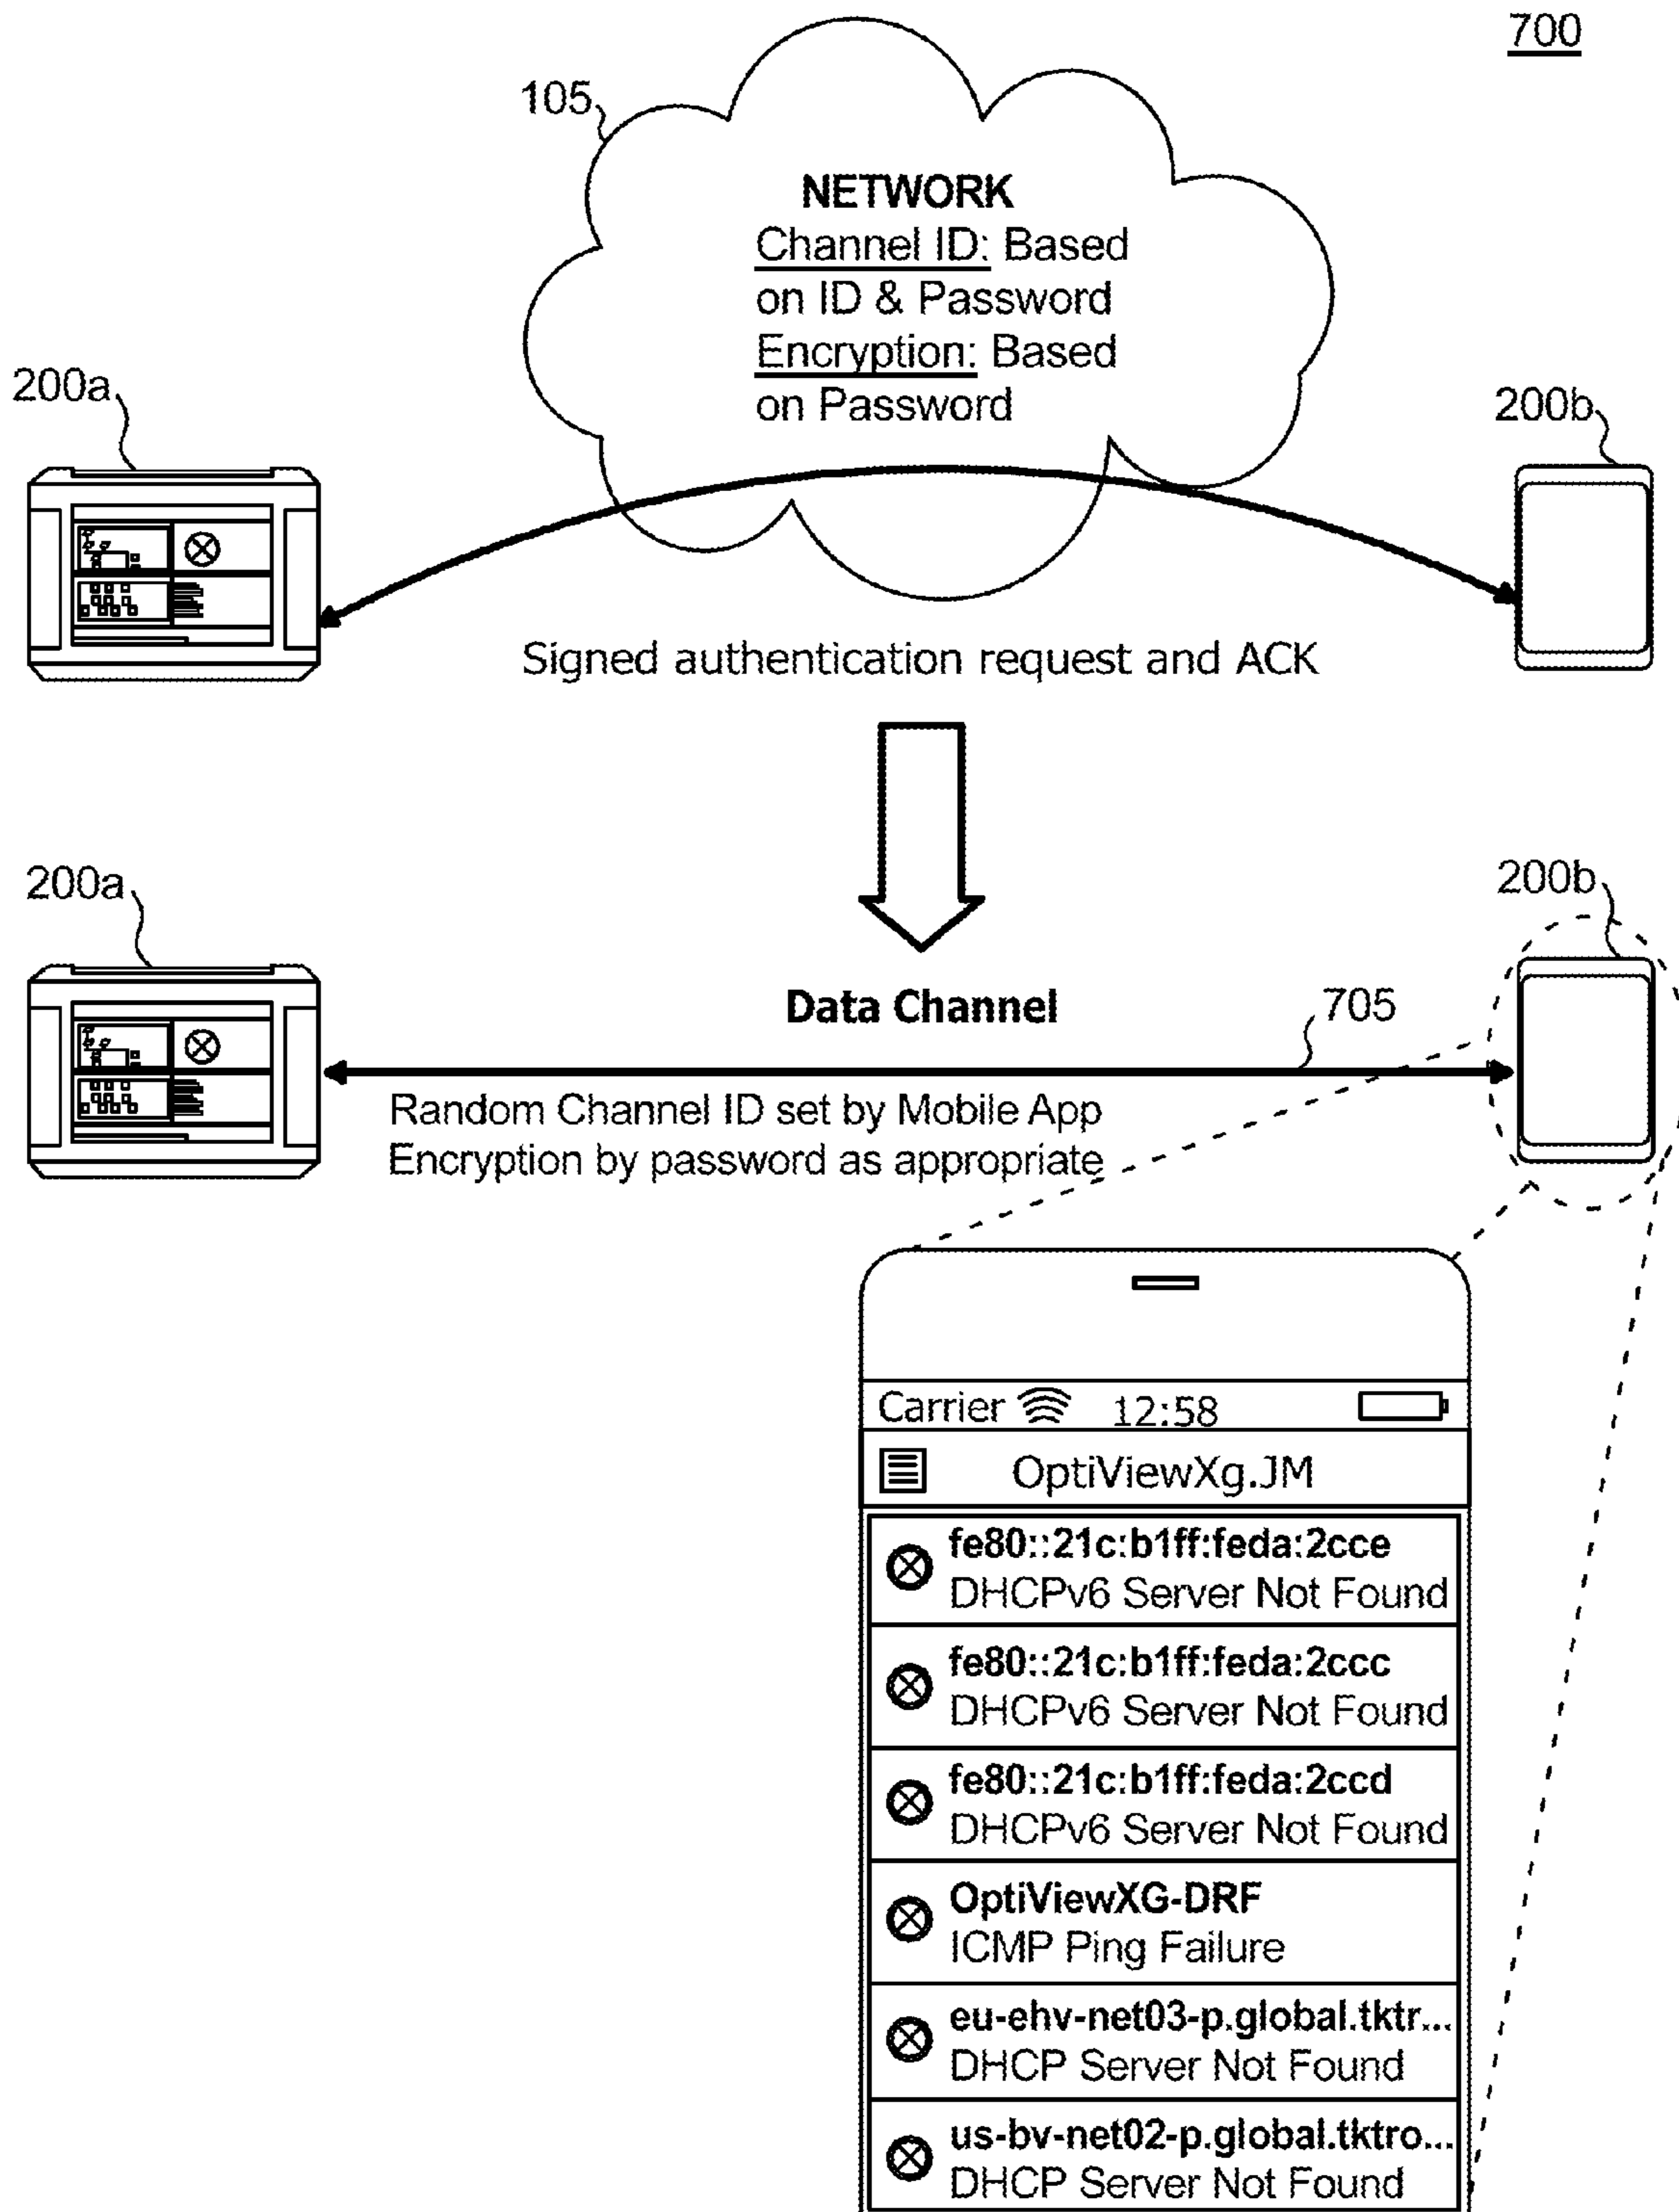 700
105
NETWORK
Channel ID: Based
on ID & Password
Encryption: Based
on Password
200a
200b
Signed authentication request and ACK
200a
200b
Data Channel
705
Random Channel ID set by Mobile App
Encryption by password as appropriate
Carrier 12:58
OptiViewXg.JM
fe80::21c:b1ff:feda:2cce
DHCPv6 Server Not Found
fe80::21c:b1ff:feda:2ccc
DHCPv6 Server Not Found
fe80::21c:b1ff:feda:2ccd
DHCPv6 Server Not Found
OptiViewXG-DRF
ICMP Ping Failure
eu-ehv-net03-p.global.tktr...
DHCP Server Not Found
us-bv-net02-p.global.tktro...
DHCP Server Not Found